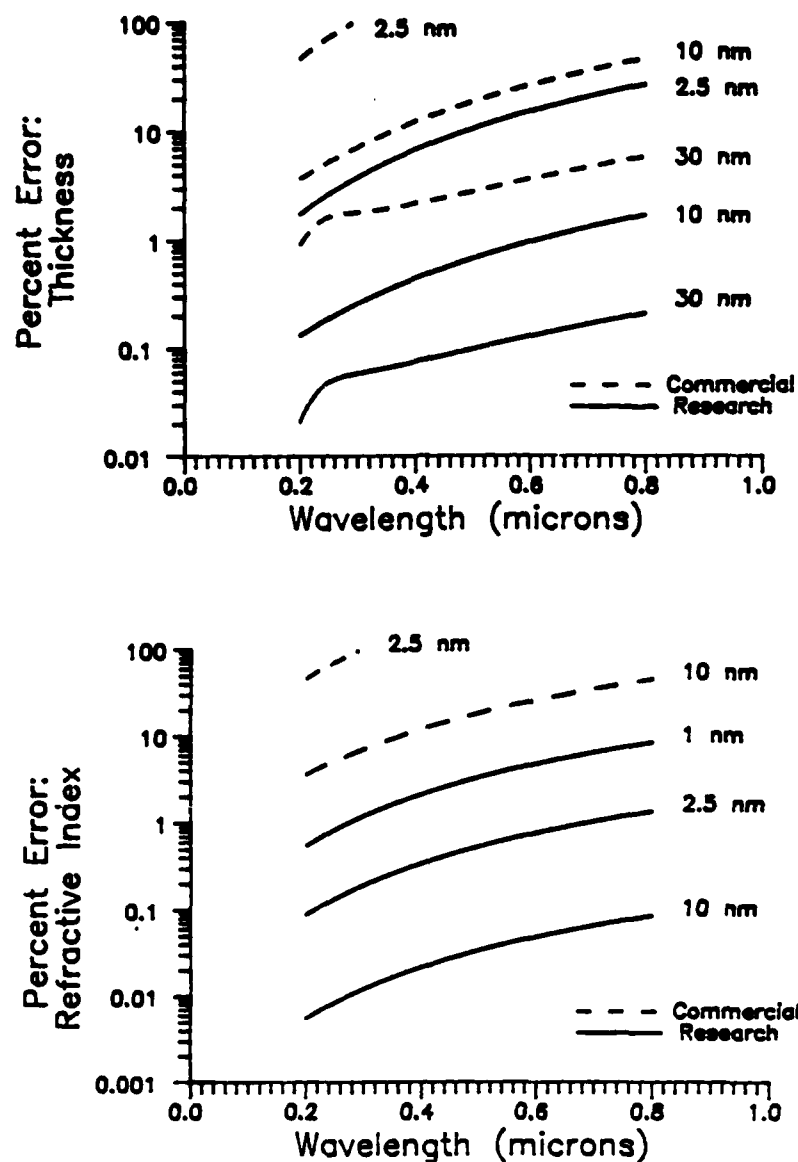 Percent Error:
Thickness
100
10
1
0.1
0.01
2.5 nm
10 nm
2.5 nm
30 nm
10 nm
30 nm
Commercial
Research
0.0 0.2 0.4 0.6 0.8 1.0
Wavelength (microns)
Percent Error:
Refractive Index
100
10
1
0.1
0.01
0.001
2.5 nm
10 nm
1 nm
2.5 nm
10 nm
Commercial
Research
0.0 0.2 0.4 0.6 0.8 1.0
Wavelength (microns)